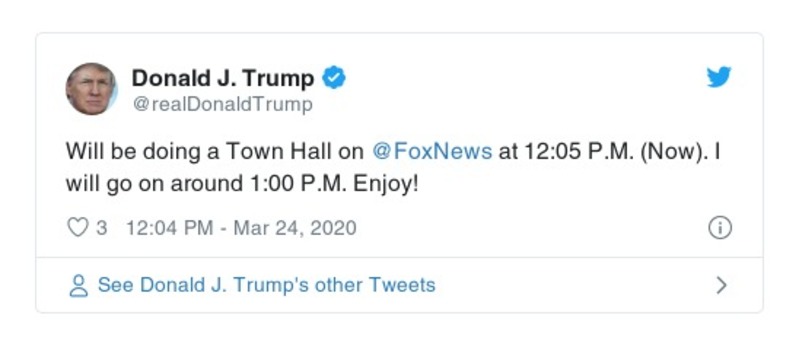 Donald J. Trump
@realDonaldTrump
Will be doing a Town Hall on @FoxNews at 12:05 P.M. (Now). I
will go on around 1:00 P.M. Enjoy!
3 12:04 PM - Mar 24, 2020
See Donald J. Trump's other Tweets